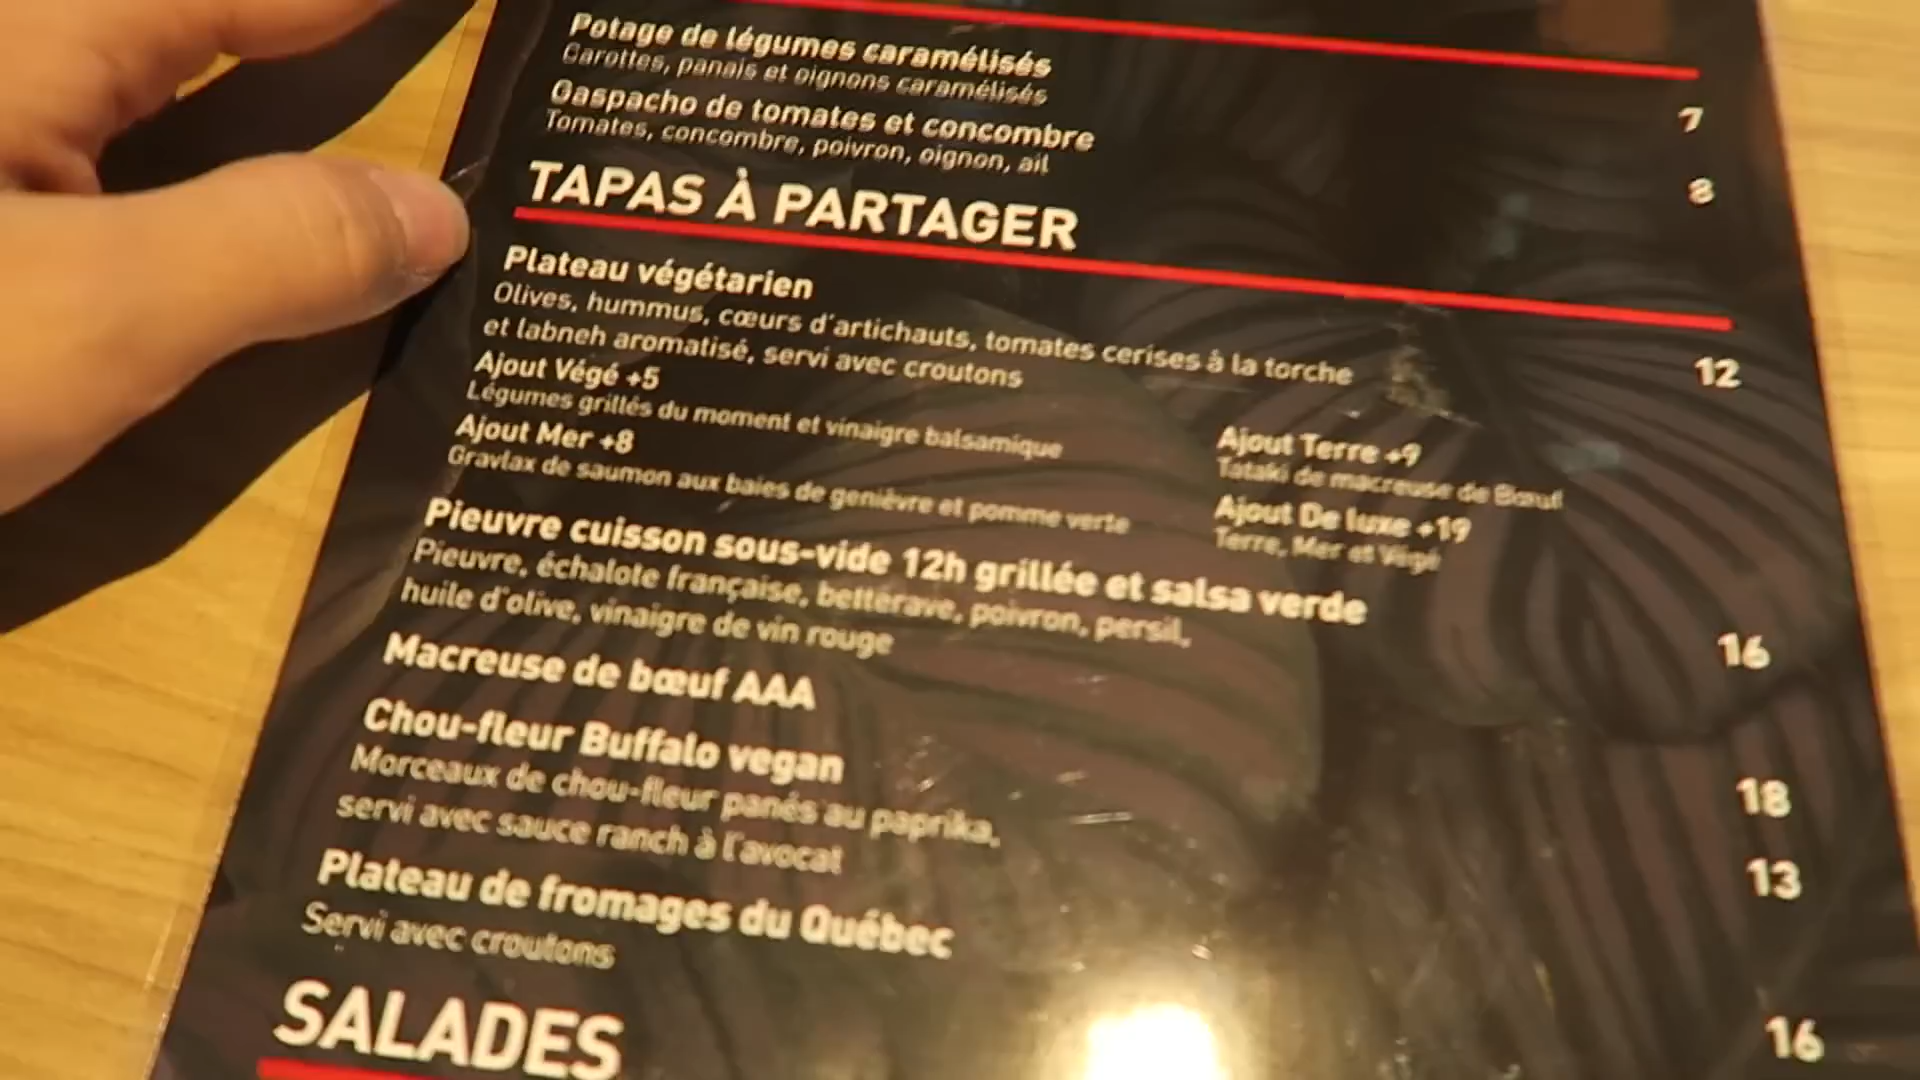 Potage de légumes caramélisés 7
Carottes, panais et oignons caramélisés
Gaspacho de tomates et concombre 8
Tomates, concombre, poivron, oignon, ail
TAPAS À PARTAGER
Plateau végétarien 12
Olives, hummus, cœurs d'artichauts, tomates cerises à la torche
et labneh aromatisé, servi avec croutons
Ajout Végé +5
Légumes grillés du moment et vinaigre balsamique
Ajout Mer +8
Gravlax de saumon aux baies de genièvre et pomme verte
Ajout Terre +9
Tataki de macreuse de Bœuf
Ajout De luxe +19
Terre, Mer et Végé
Pieuvre cuisson sous-vide 12h grillée et salsa verde 16
Pieuvre, échalote française, betterave, poivron, persil,
huile d'olive, vinaigre de vin rouge
Macreuse de bœuf AAA 18
Chou-fleur Buffalo vegan 13
Morceaux de chou-fleur panés au paprika,
servi avec sauce ranch à l'avocat
Plateau de fromages du Québec 16
Servi avec croutons
SALADES